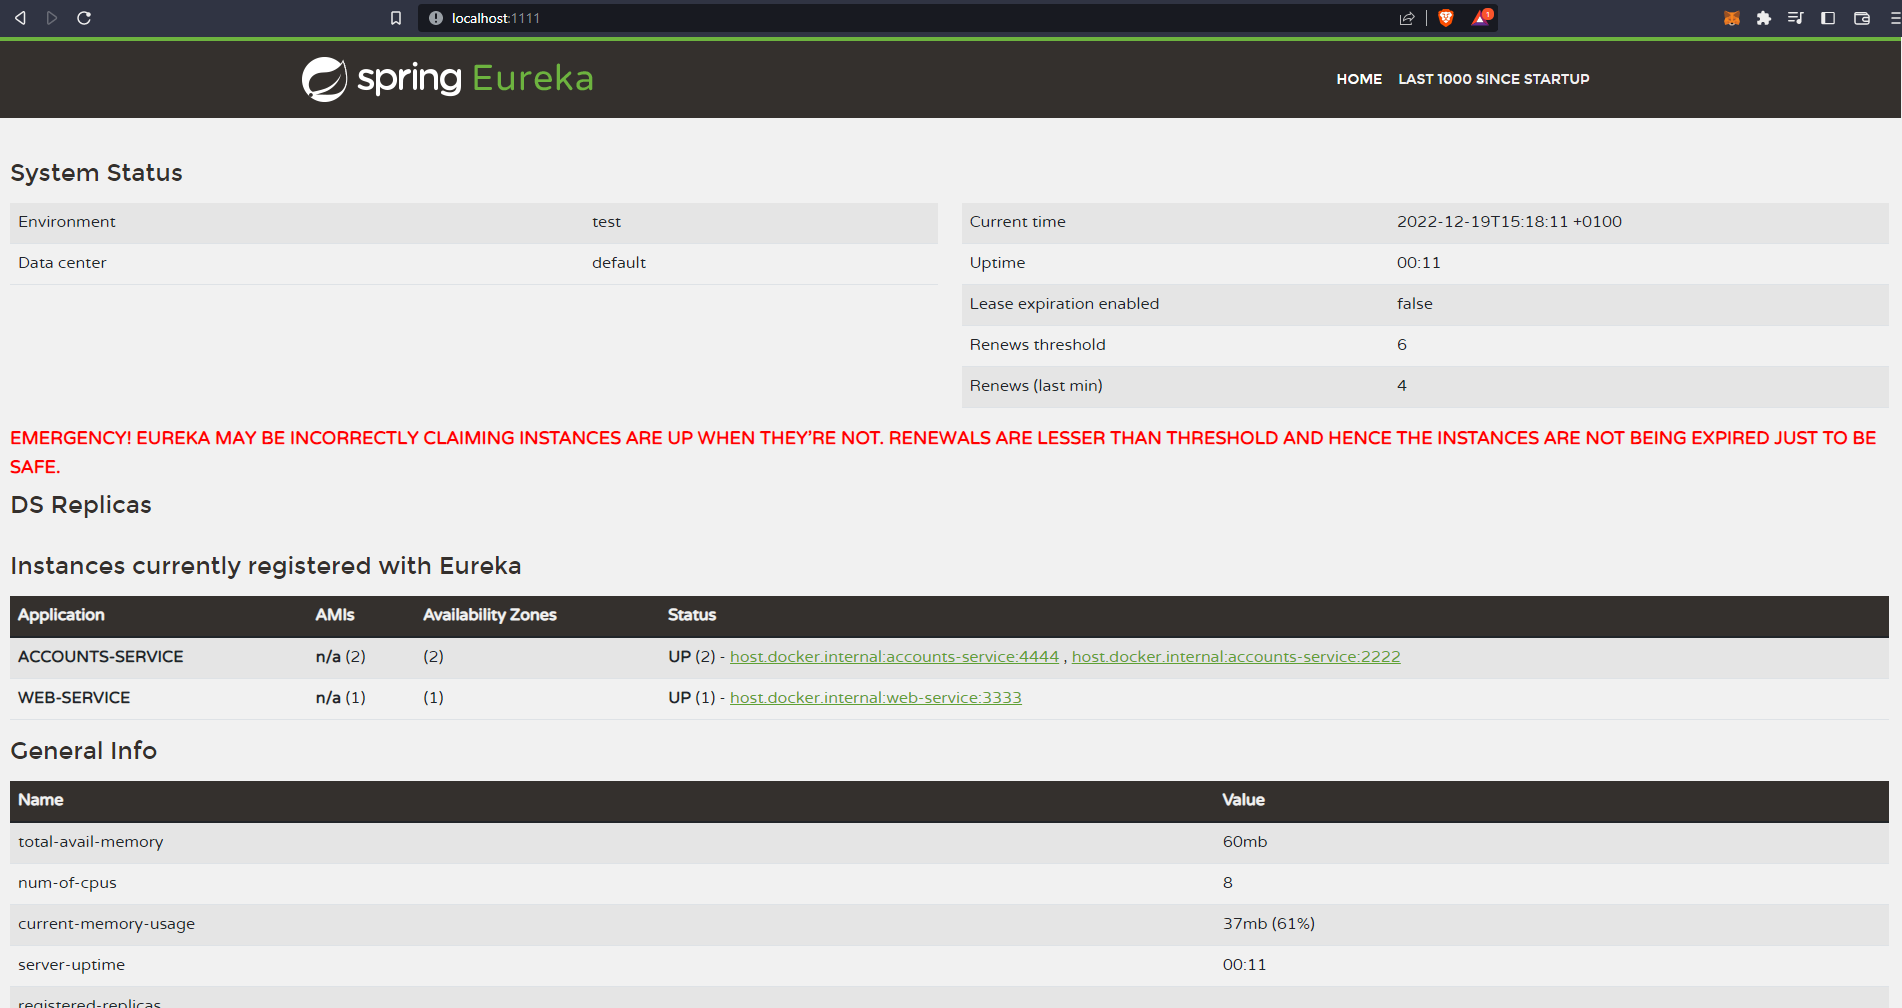 localhost:1111
1
spring Eureka
HOME LAST 1000 SINCE STARTUP
System Status
Environment test
Data center default
Current time 2022-12-19T15:18:11 +0100
Uptime 00:11
Lease expiration enabled false
Renews threshold 6
Renews (last min) 4
EMERGENCY! EUREKA MAY BE INCORRECTLY CLAIMING INSTANCES ARE UP WHEN THEY'RE NOT. RENEWALS ARE LESSER THAN THRESHOLD AND HENCE THE INSTANCES ARE NOT BEING EXPIRED JUST TO BE
SAFE.
DS Replicas
Instances currently registered with Eureka
Application AMIs Availability Zones Status
ACCOUNTS-SERVICE n/a (2) (2) UP (2) - host.docker.internal:accounts-service:4444 , host.docker.internal:accounts-service:2222
WEB-SERVICE n/a (1) (1) UP (1) - host.docker.internal:web-service:3333
General Info
Name Value
total-avail-memory 60mb
num-of-cpus 8
current-memory-usage 37mb (61%)
server-uptime 00:11
registered-replicas